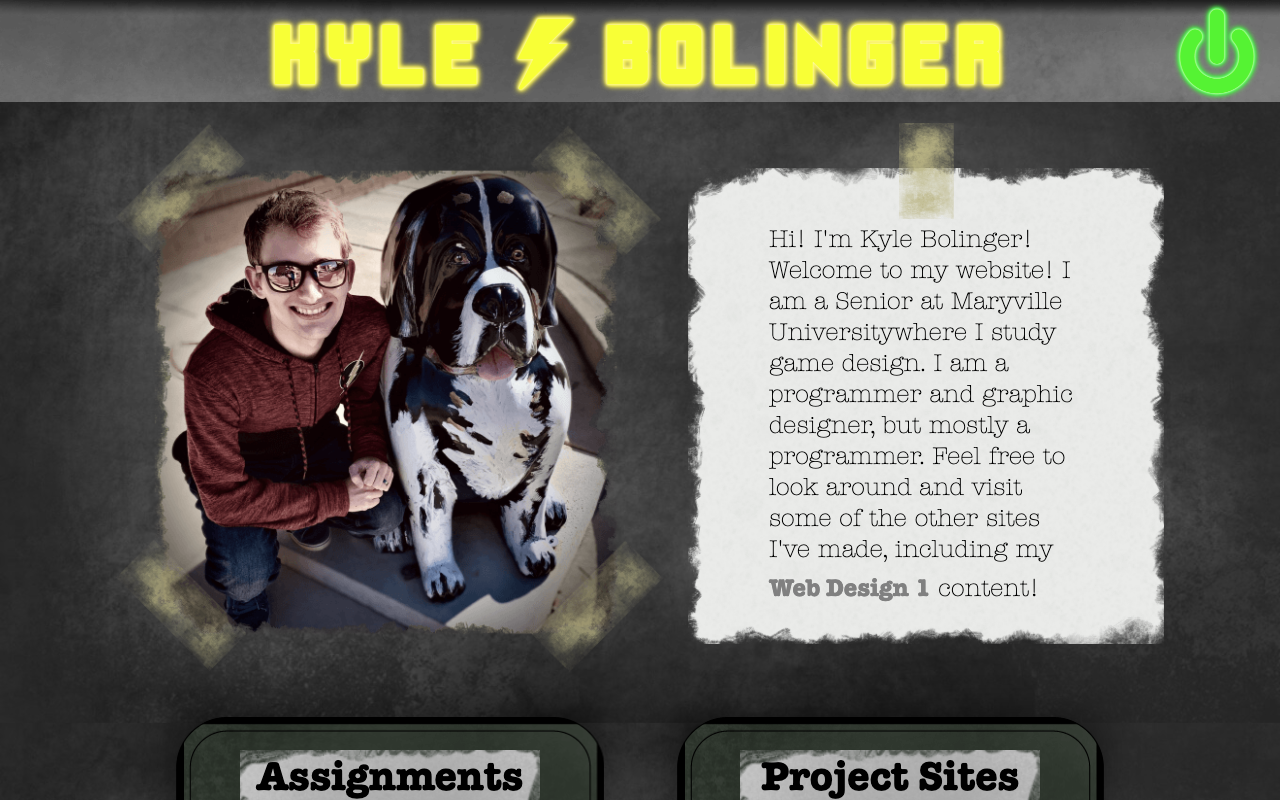 KYLE BOLINGER
Hi! I'm Kyle Bolinger!
Welcome to my website! I
am a Senior at Maryville
Universitywhere I study
game design. I am a
programmer and graphic
designer, but mostly a
programmer. Feel free to
look around and visit
some of the other sites
I've made, including my
Web Design 1 content!
Assignments
Project Sites